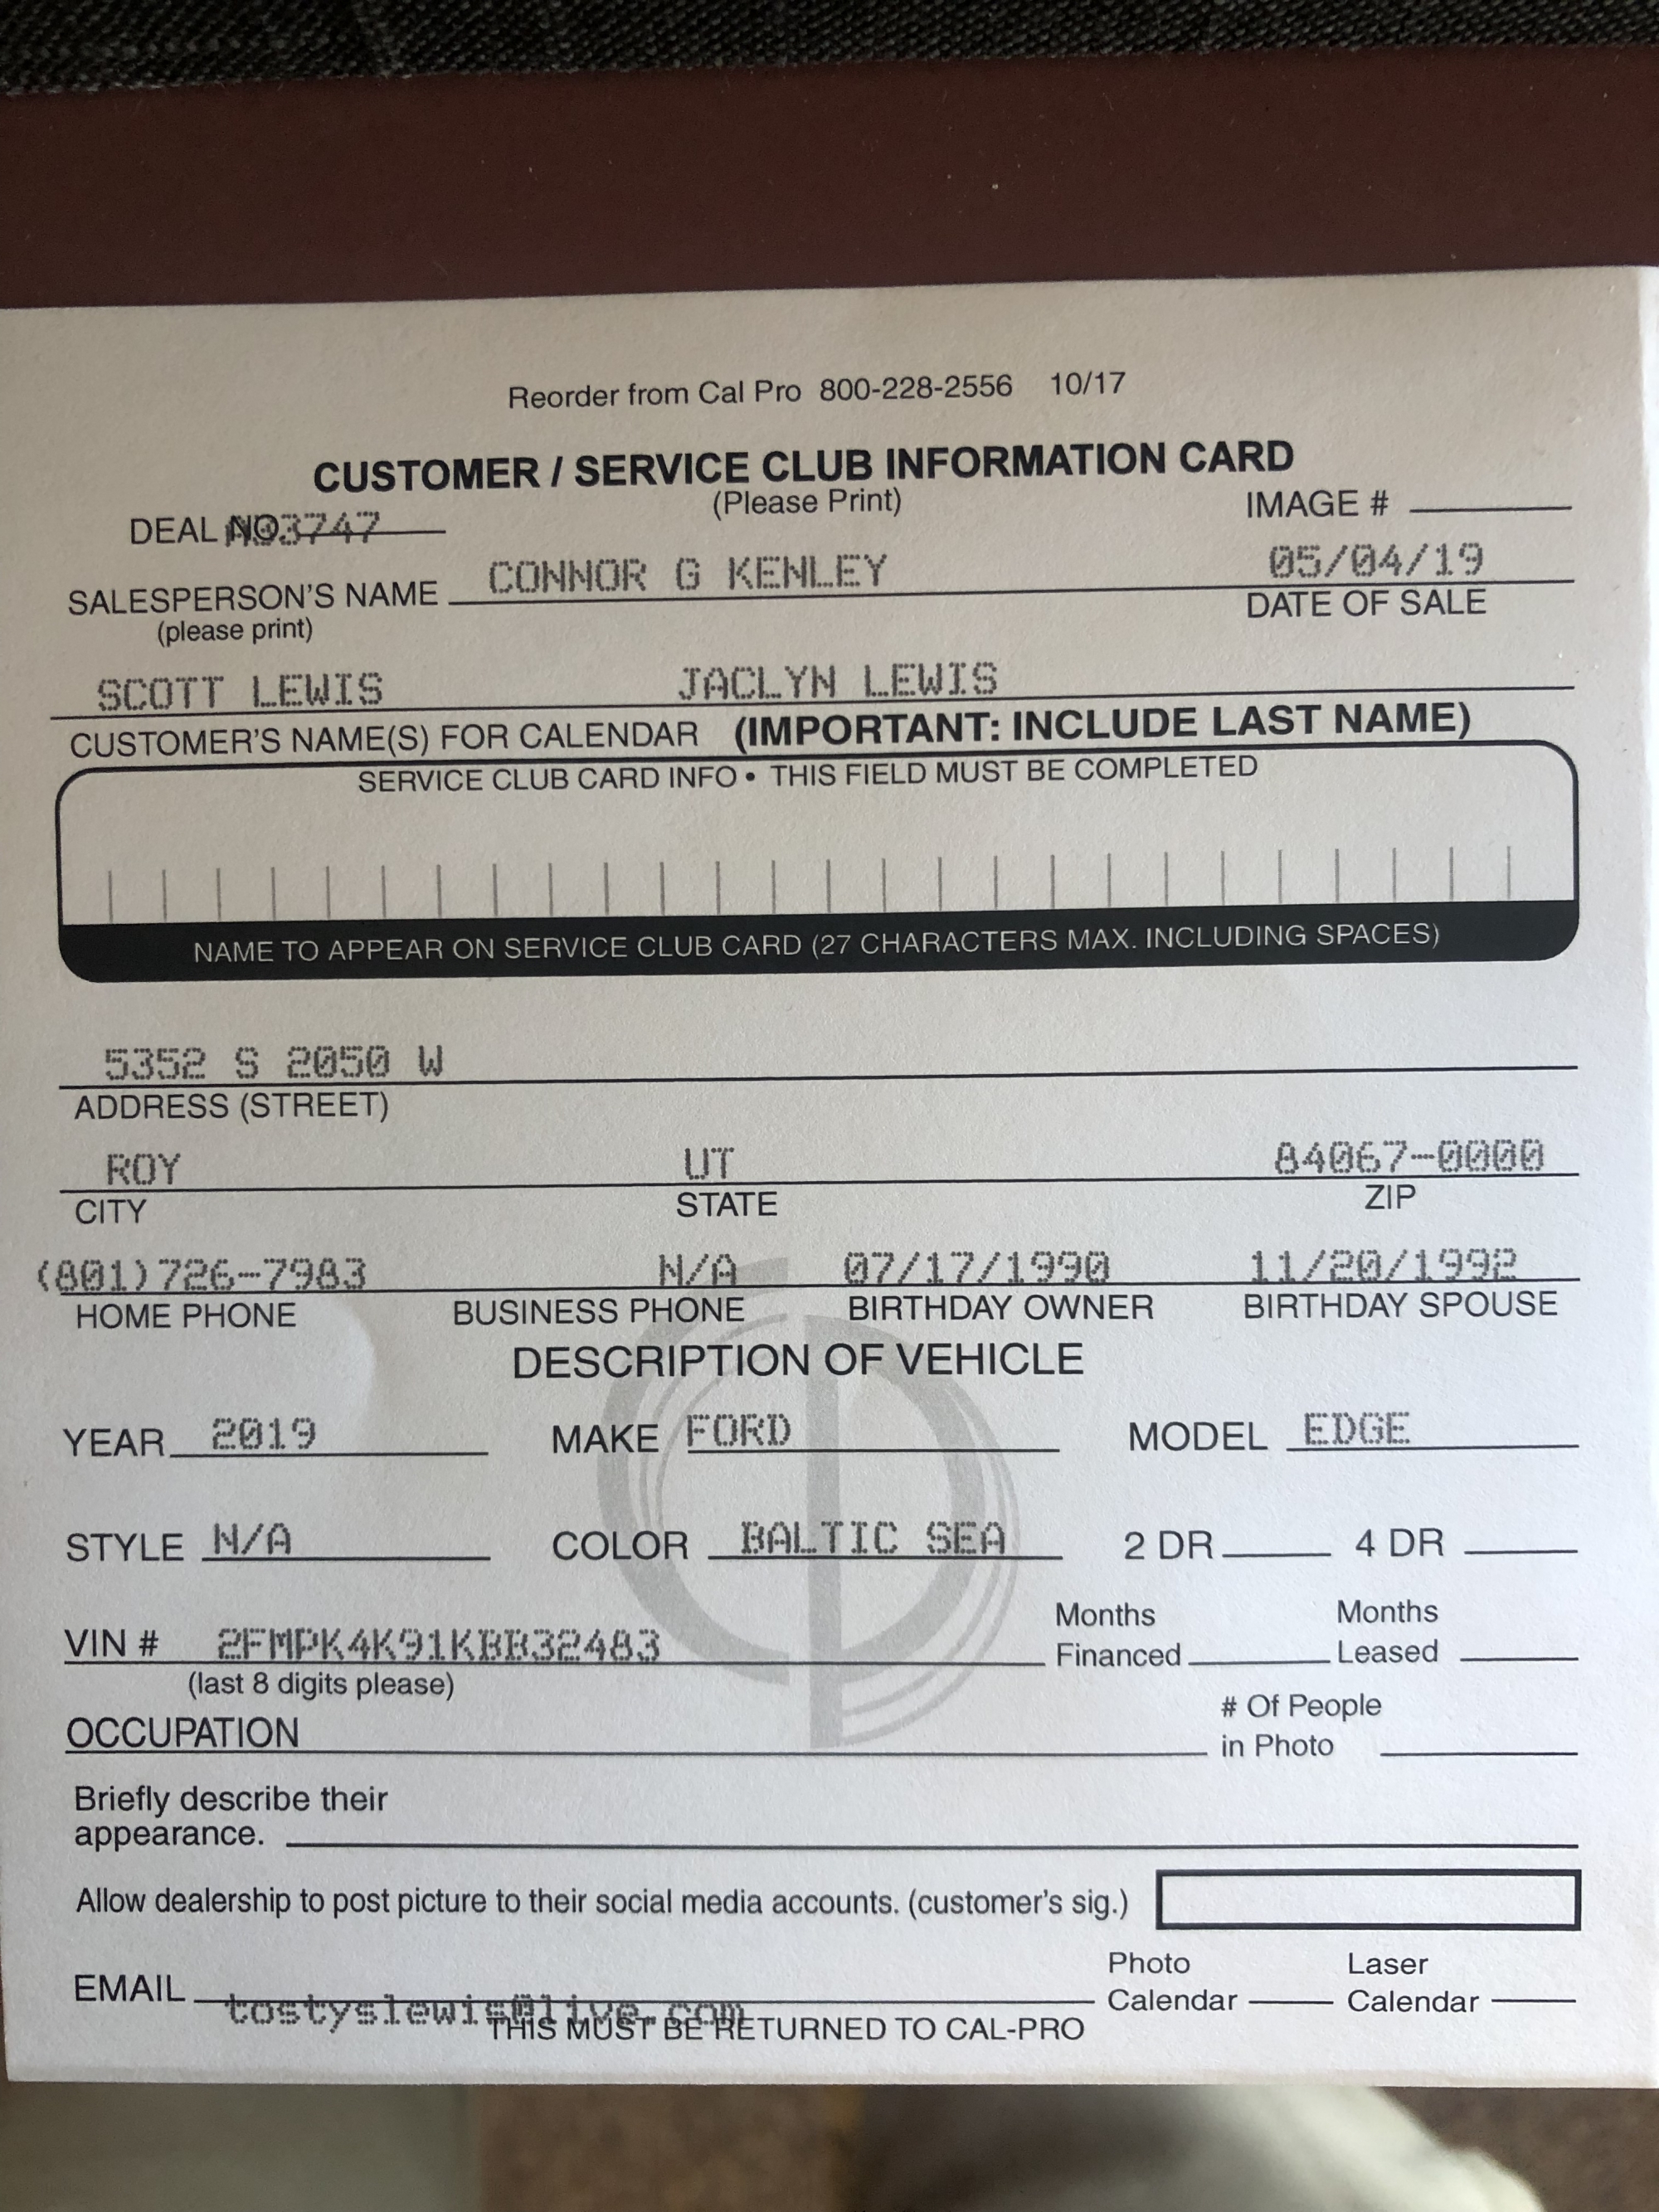 Reorder from Cal Pro 800-228-2556 10/17
CUSTOMER / SERVICE CLUB INFORMATION CARD
(Please Print)
DEAL NO. 3747 IMAGE #
SALESPERSON'S NAME CONNOR G KENLEY 05/04/19
(please print) DATE OF SALE
SCOTT LEWIS JACLYN LEWIS
CUSTOMER'S NAME(S) FOR CALENDAR (IMPORTANT: INCLUDE LAST NAME)
SERVICE CLUB CARD INFO • THIS FIELD MUST BE COMPLETED
NAME TO APPEAR ON SERVICE CLUB CARD (27 CHARACTERS MAX. INCLUDING SPACES)
5352 S 2050 W
ADDRESS (STREET)
ROY UT 84067-0000
CITY STATE ZIP
(801)726-7983 N/A 07/17/1990 11/20/1992
HOME PHONE BUSINESS PHONE BIRTHDAY OWNER BIRTHDAY SPOUSE
DESCRIPTION OF VEHICLE
YEAR 2019 MAKE FORD MODEL EDGE
STYLE N/A COLOR BALTIC SEA 2 DR 4 DR
VIN # 2FMPK4K91KBB32483 Months Financed Months Leased
(last 8 digits please)
OCCUPATION # Of People in Photo
Briefly describe their
appearance.
Allow dealership to post picture to their social media accounts. (customer's sig.)
EMAIL tostyslewis@live.com Photo Calendar Laser Calendar
THIS MUST BE RETURNED TO CAL-PRO